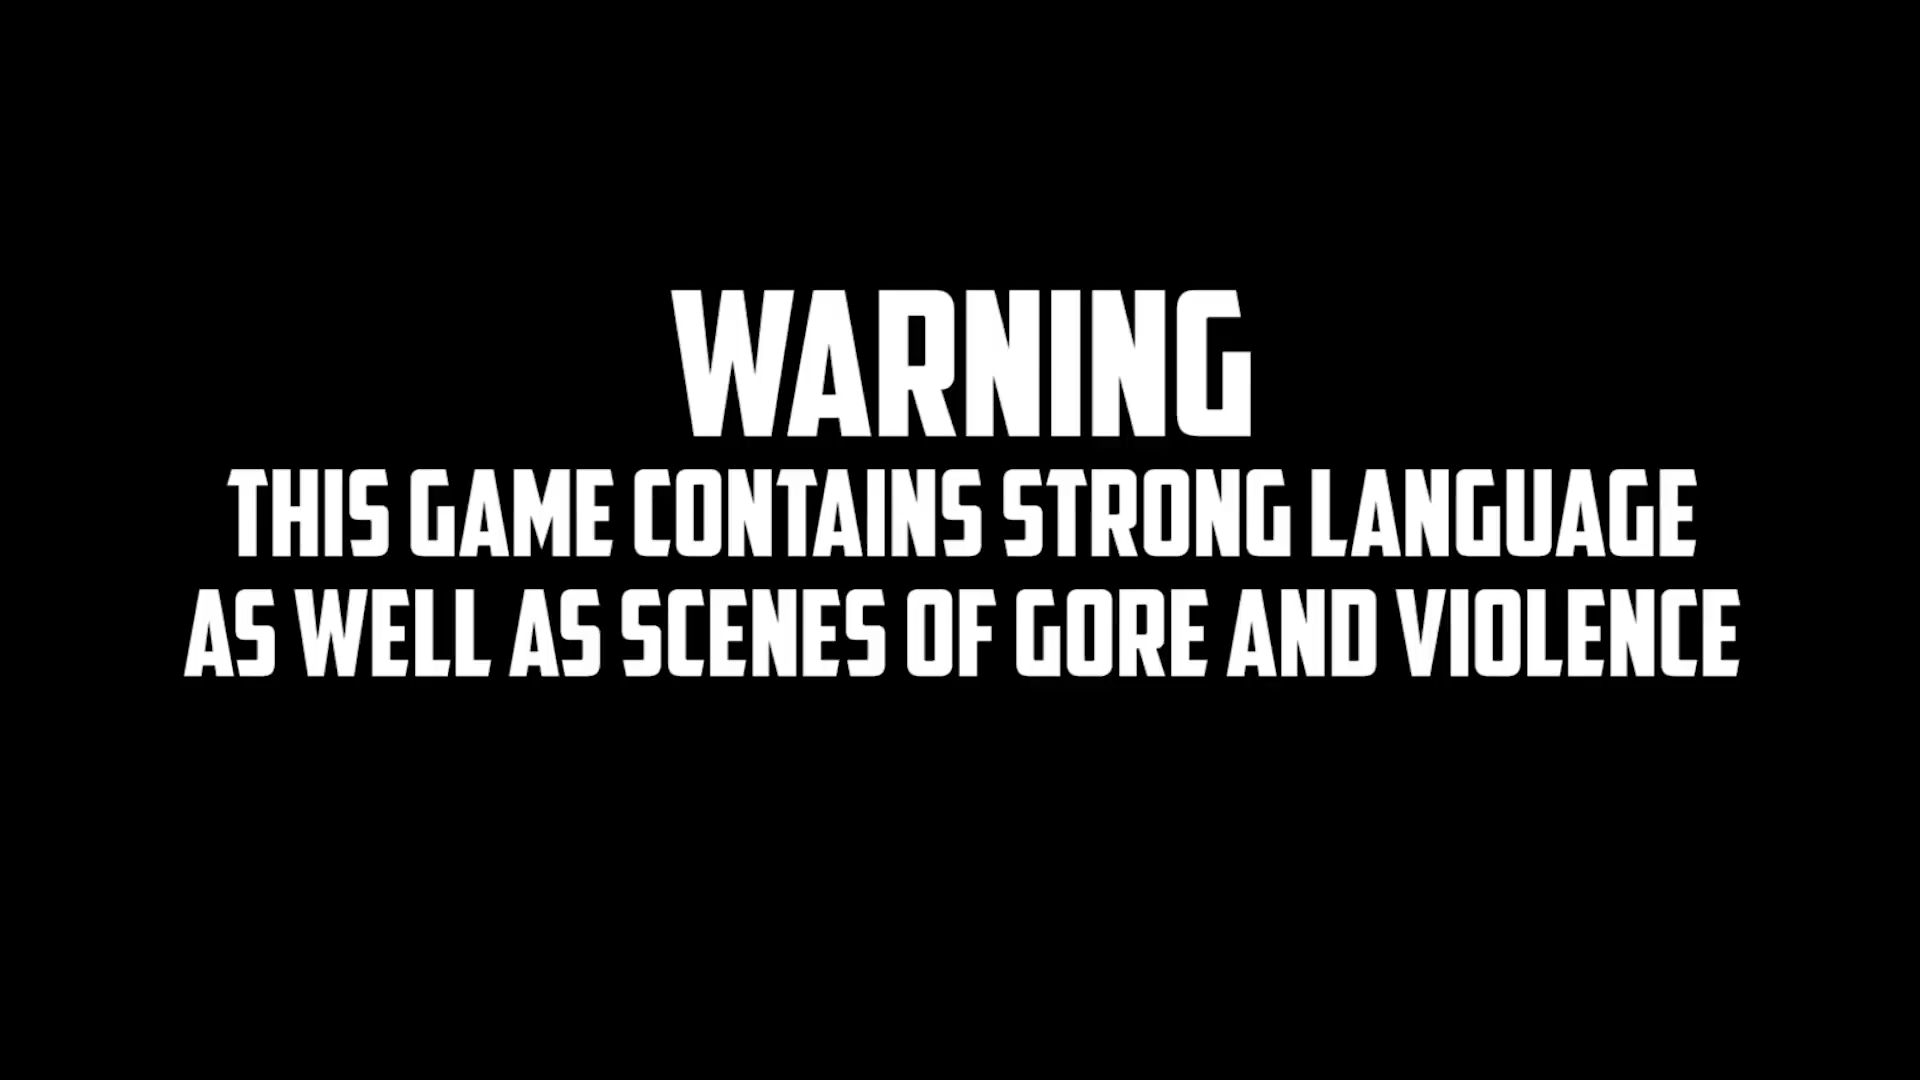 WARNING
THIS GAME CONTAINS STRONG LANGUAGE
AS WELL AS SCENES OF GORE AND VIOLENCE